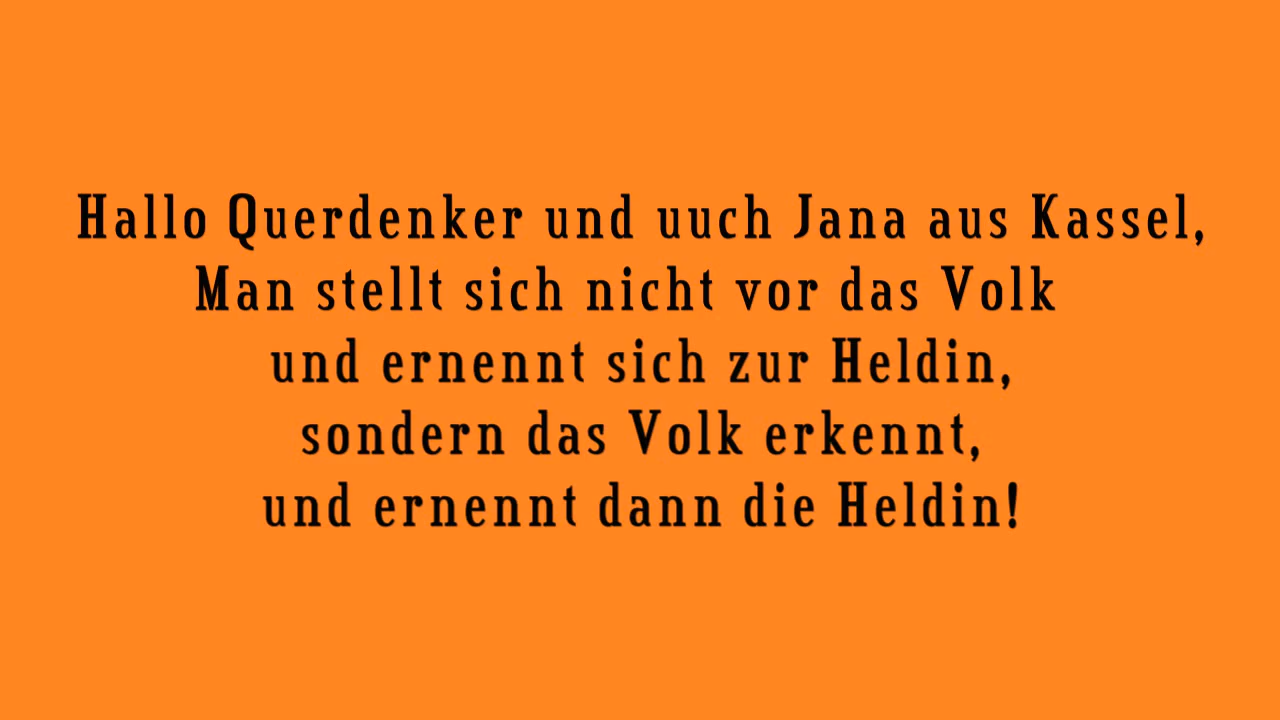 Hallo Querdenker und uuch Jana aus Kassel,
Man stellt sich nicht vor das Volk
und ernennt sich zur Heldin,
sondern das Volk erkennt,
und ernennt dann die Heldin!